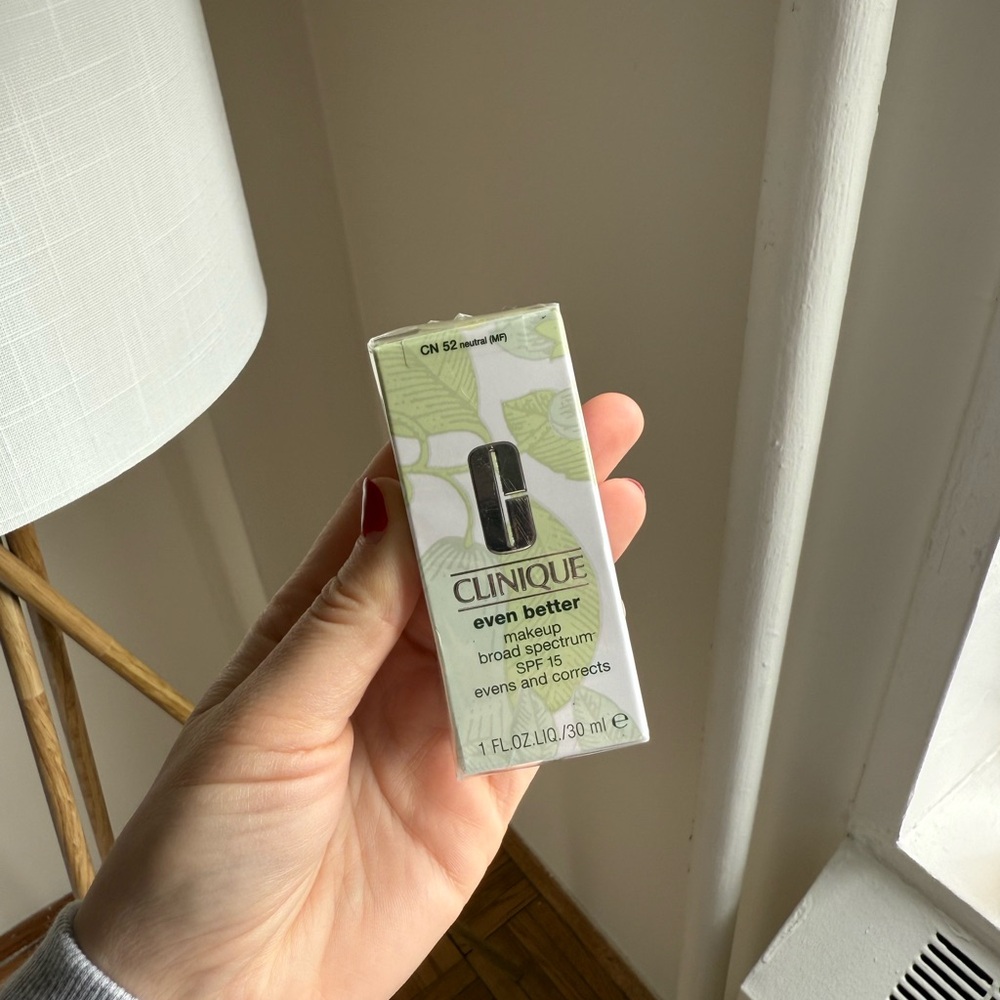 CN 52 neutral (MF)
CLINIQUE
even better
makeup
broad spectrum
SPF 15
evens and corrects
1 FL.OZ.LIQ./30 ml ℮